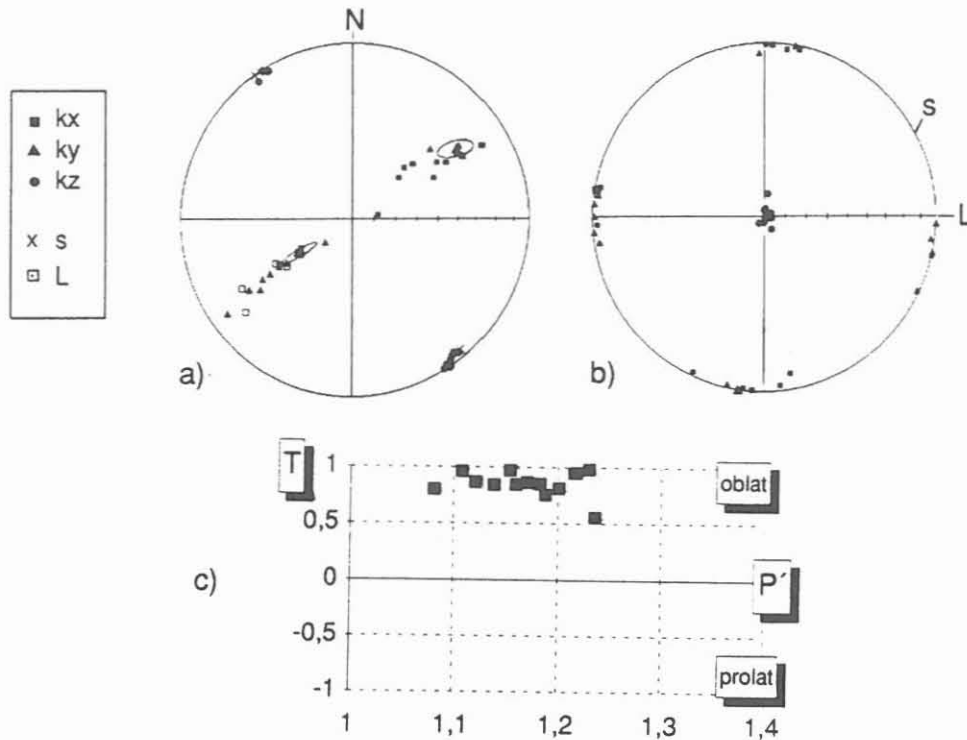 N
kx
ky
kz
s
L
a)
s
L
b)
T
1
0,5
0
-0,5
-1
c)
oblat
P´
prolat
1 1,1 1,2 1,3 1,4